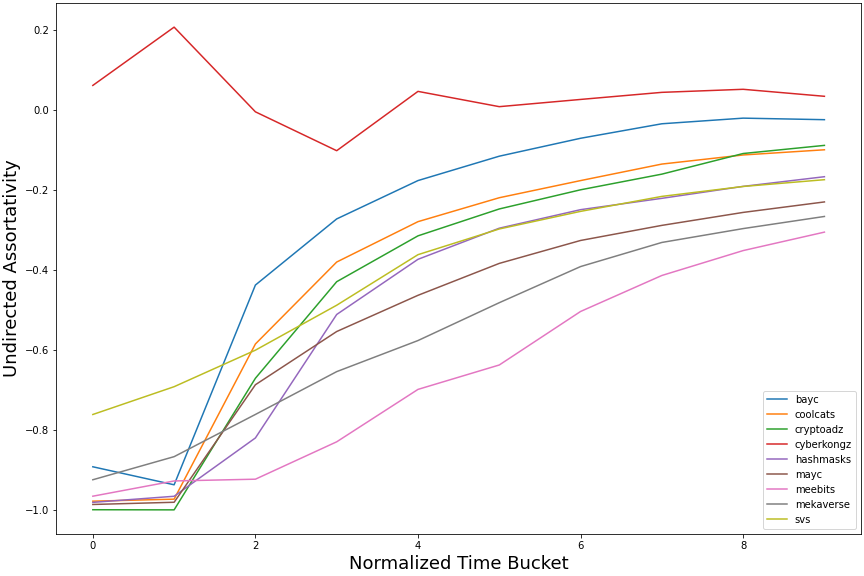 0.2
0.0
−0.2
−0.4
−0.6
−0.8
−1.0
Undirected Assortativity
0 2 4 6 8
Normalized Time Bucket
bayc
coolcats
cryptoadz
cyberkongz
hashmasks
mayc
meebits
mekaverse
svs